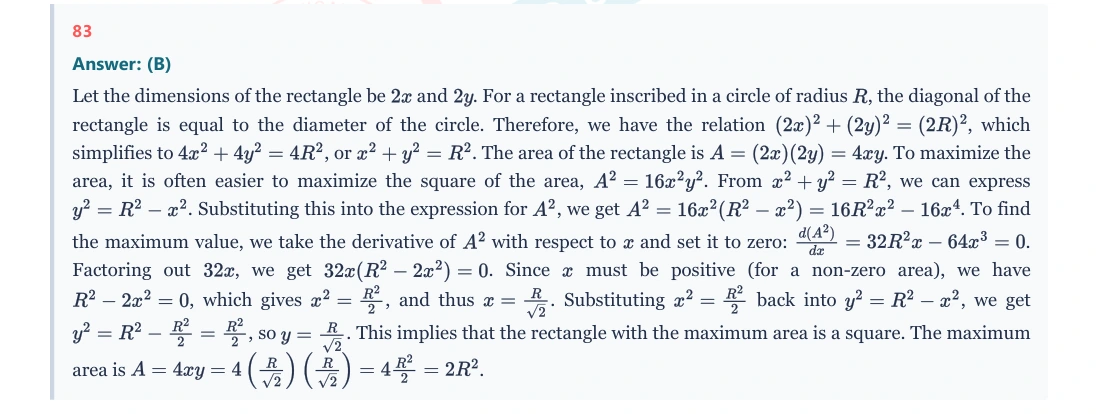 83
Answer: (B)
Let the dimensions of the rectangle be 2x and 2y. For a rectangle inscribed in a circle of radius R, the diagonal of the
rectangle is equal to the diameter of the circle. Therefore, we have the relation (2x)² + (2y)² = (2R)², which
simplifies to 4x² + 4y² = 4R², or x² + y² = R². The area of the rectangle is A = (2x)(2y) = 4xy. To maximize the
area, it is often easier to maximize the square of the area, A² = 16x²y². From x² + y² = R², we can express
y² = R² − x². Substituting this into the expression for A², we get A² = 16x²(R² − x²) = 16R²x² − 16x⁴. To find
the maximum value, we take the derivative of A² with respect to x and set it to zero: d(A²)/dx = 32R²x − 64x³ = 0.
Factoring out 32x, we get 32x(R² − 2x²) = 0. Since x must be positive (for a non-zero area), we have
R² − 2x² = 0, which gives x² = R²/2, and thus x = R/√2. Substituting x² = R²/2 back into y² = R² − x², we get
y² = R² − R²/2 = R²/2, so y = R/√2. This implies that the rectangle with the maximum area is a square. The maximum
area is A = 4xy = 4 (R/√2) (R/√2) = 4 R²/2 = 2R².